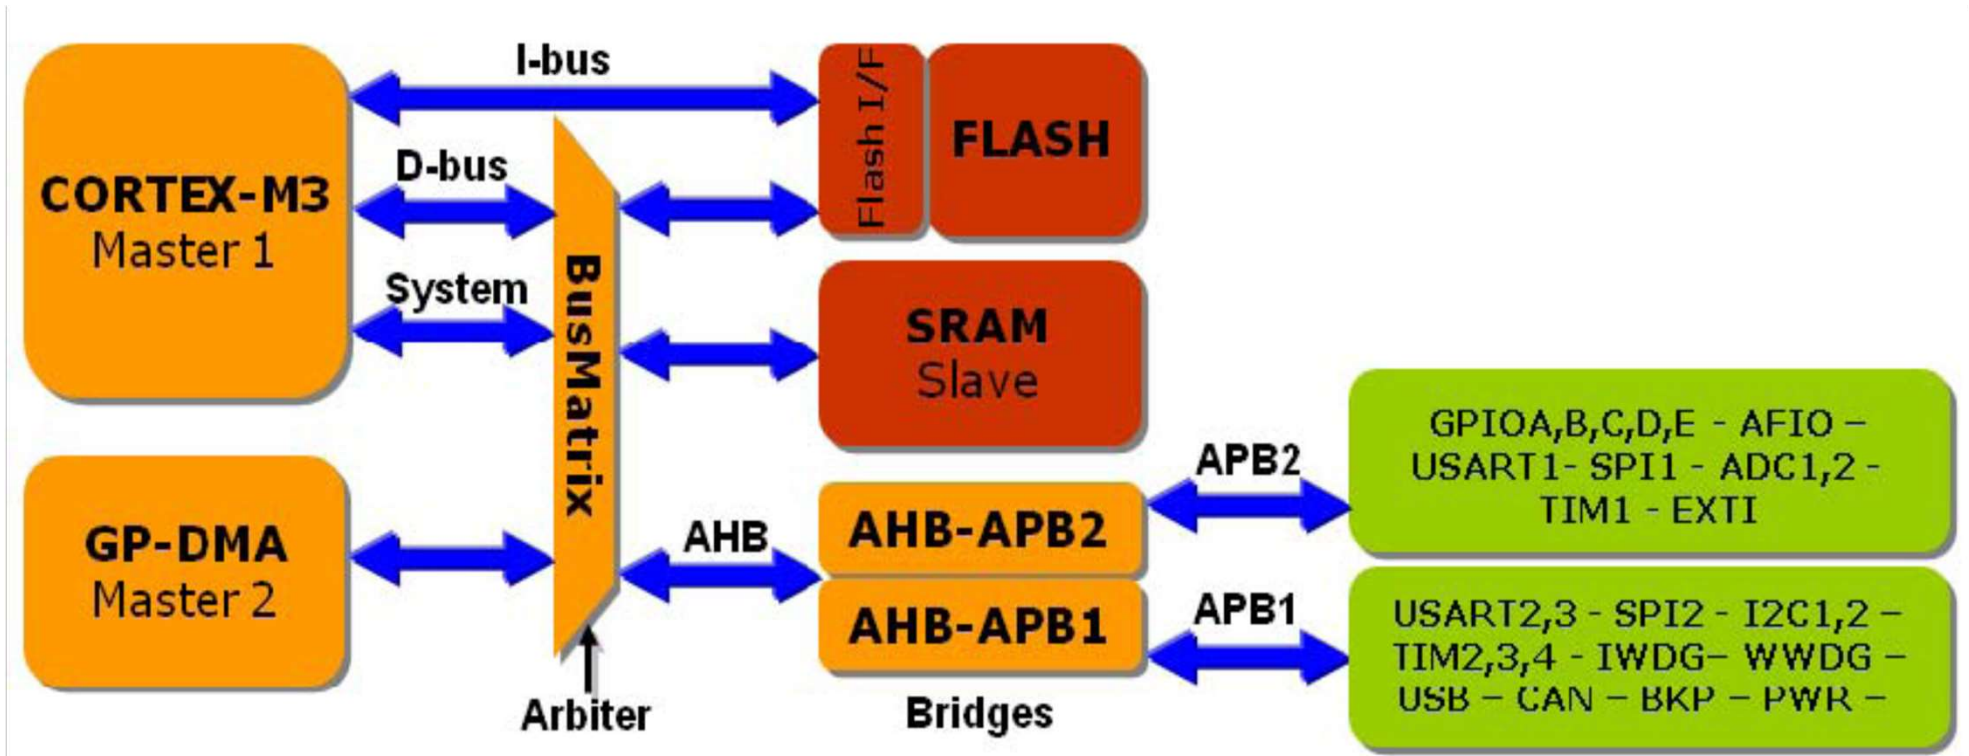 I-bus
D-bus
System
CORTEX-M3
Master 1
GP-DMA
Master 2
BusMatrix
Arbiter
Flash I/F
FLASH
SRAM
Slave
AHB
AHB-APB2
AHB-APB1
Bridges
APB2
APB1
GPIOA,B,C,D,E - AFIO –
USART1- SPI1 - ADC1,2 -
TIM1 - EXTI
USART2,3 - SPI2 - I2C1,2 –
TIM2,3,4 - IWDG– WWDG –
USB – CAN – BKP – PWR –